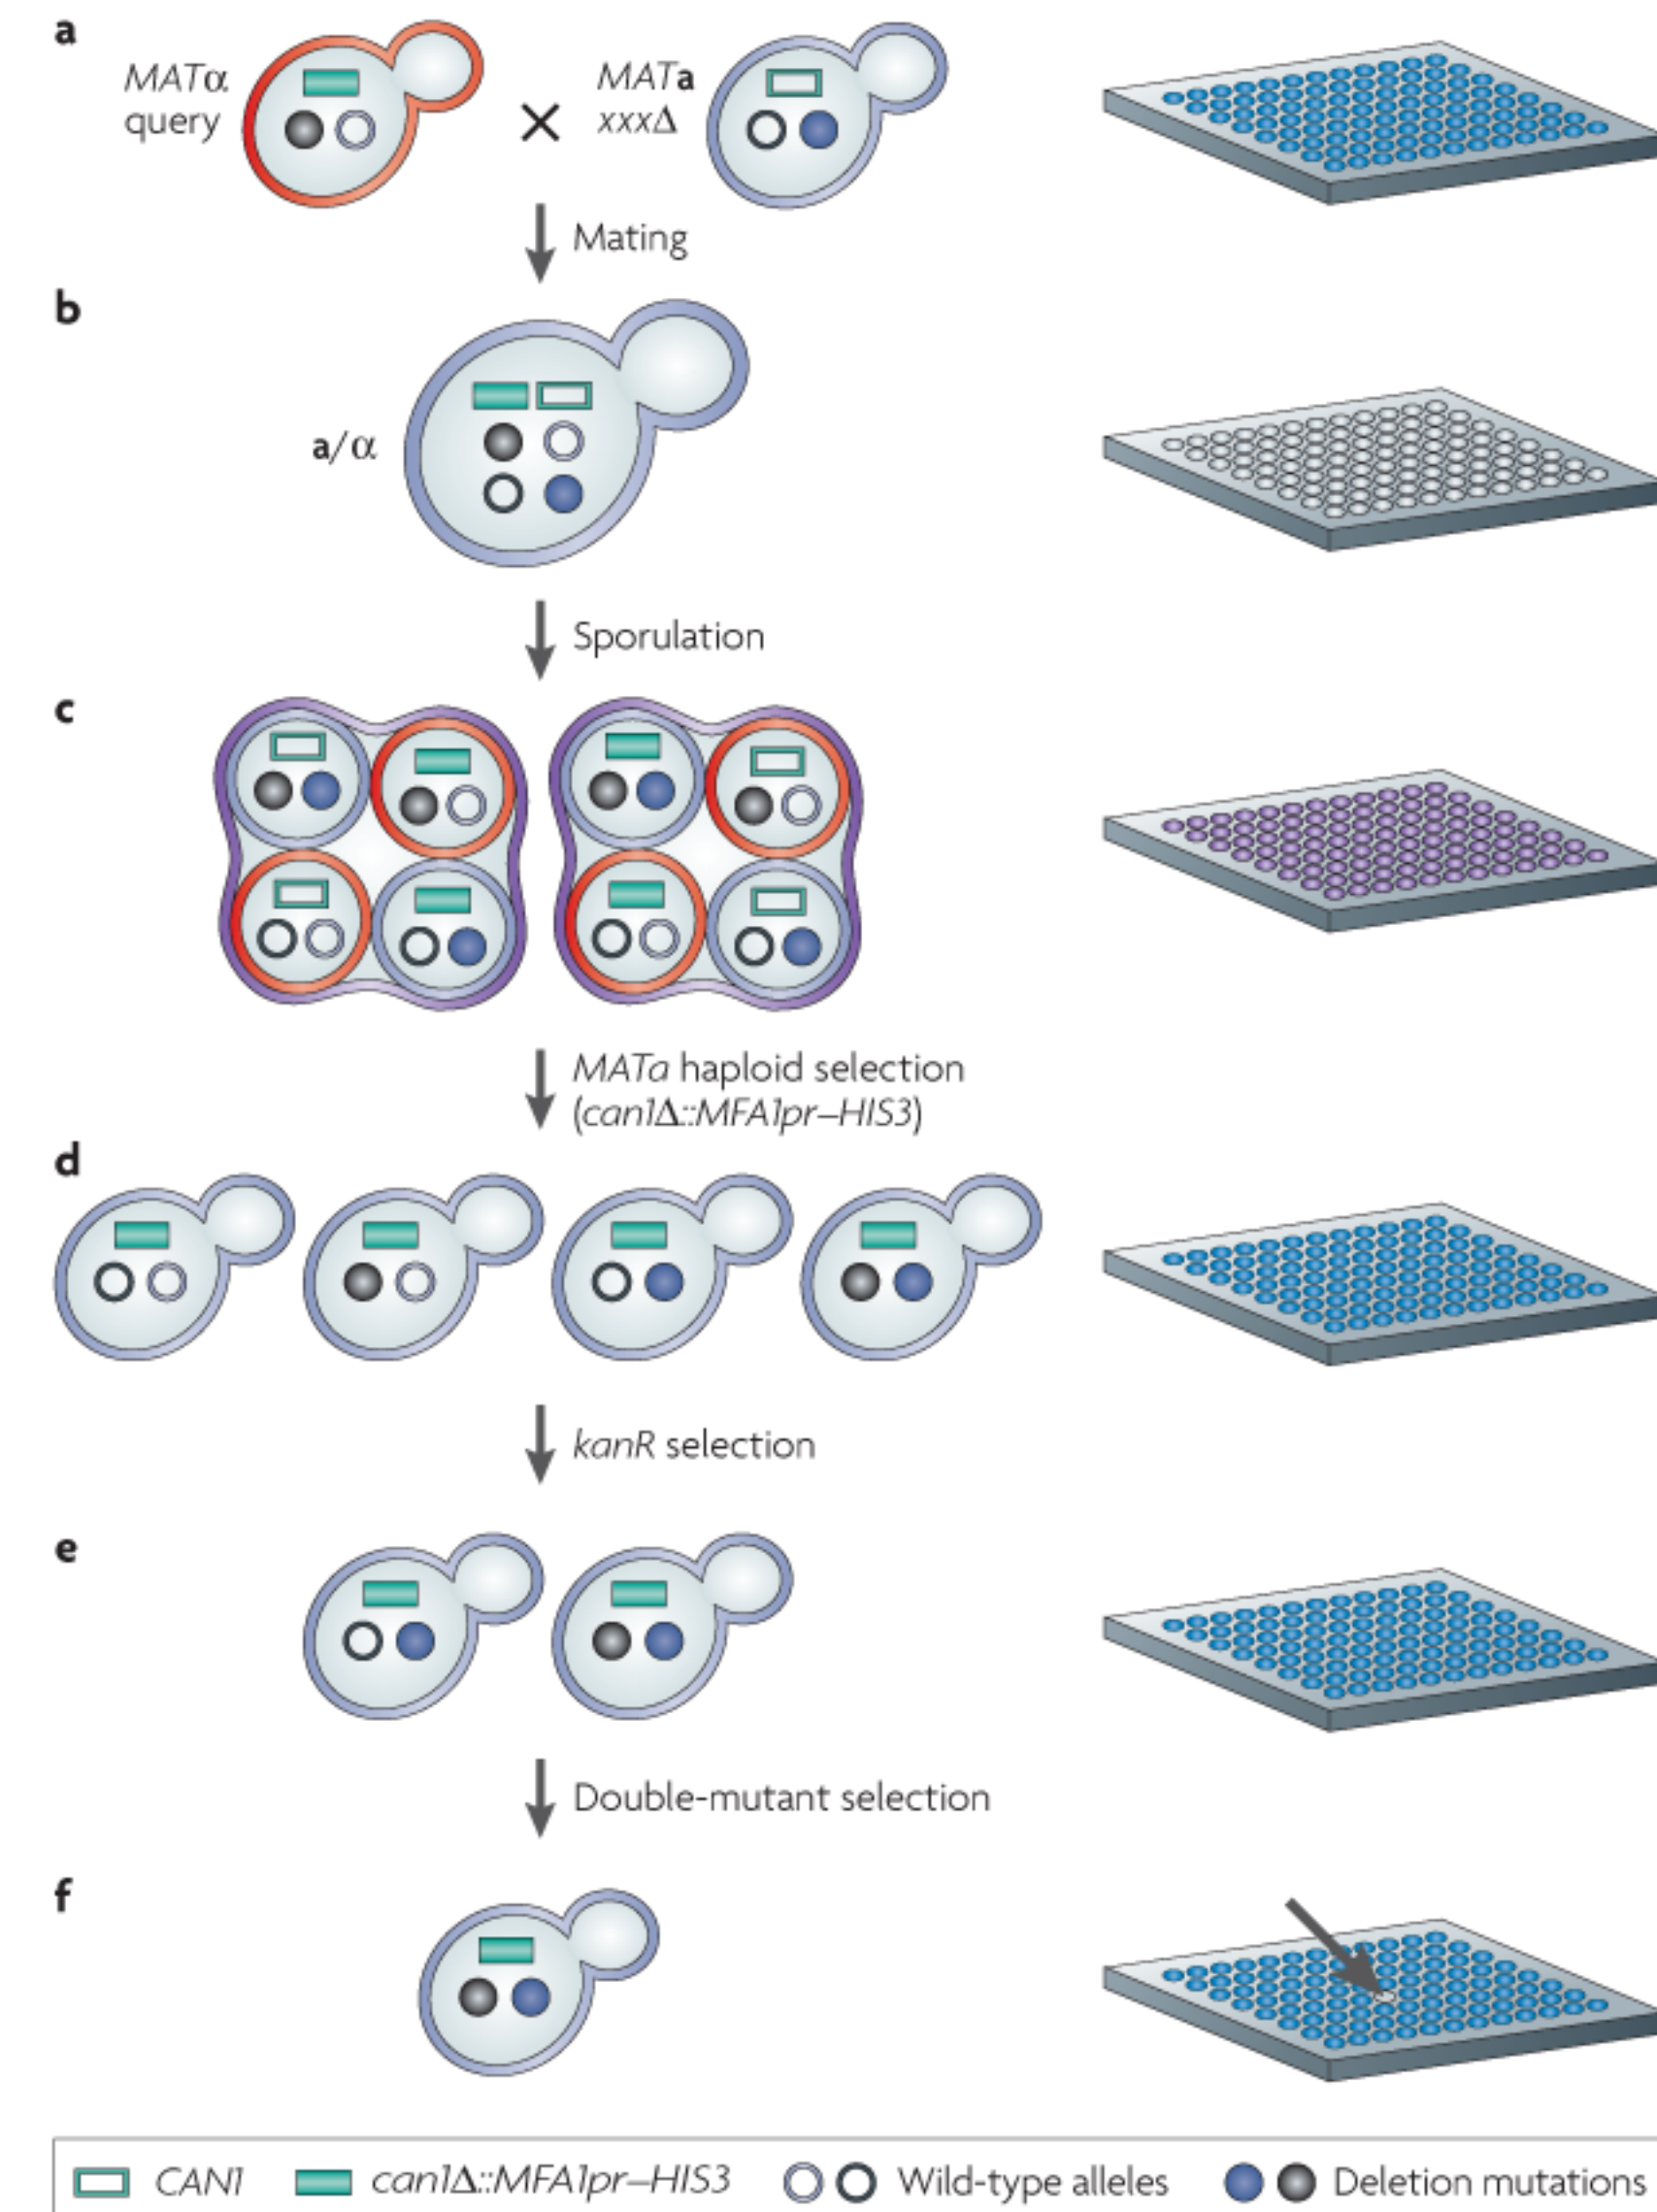 a
MATα
query
×
MATa
xxxΔ
Mating
b
a/α
Sporulation
c
MATa haploid selection
(can1Δ::MFA1pr–HIS3)
d
kanR selection
e
Double-mutant selection
f
CAN1
can1Δ::MFA1pr–HIS3
Wild-type alleles
Deletion mutations